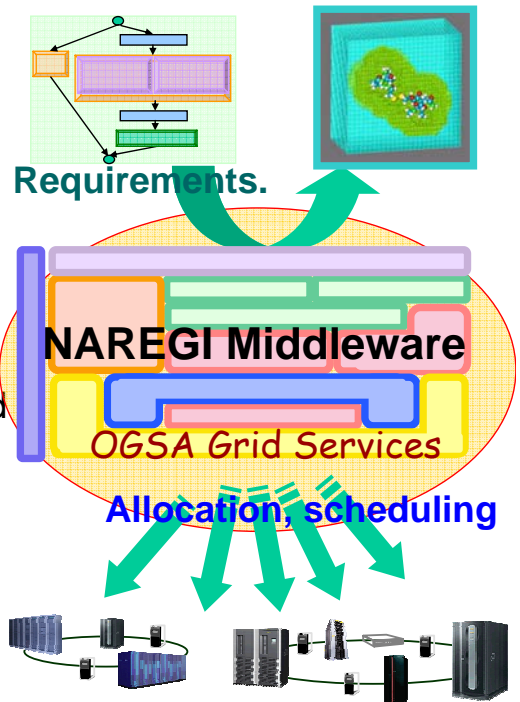 Requirements.
NAREGI Middleware
d
OGSA Grid Services
Allocation, scheduling